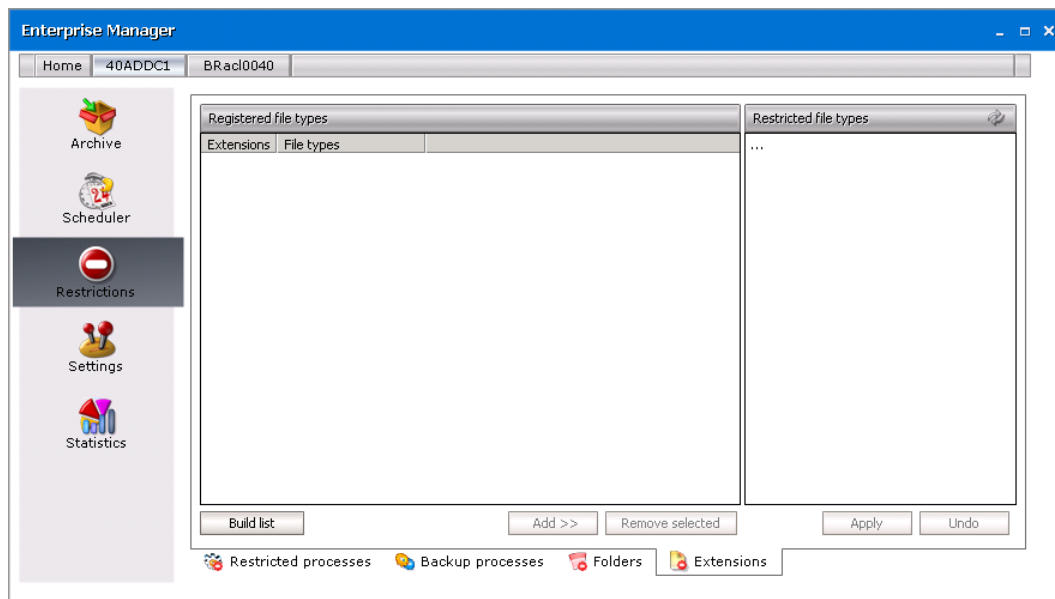 Enterprise Manager
Home 40ADDC1 BRacl0040
Archive
Scheduler
Restrictions
Settings
Statistics
Registered file types
Extensions File types
Restricted file types
...
Build list Add >> Remove selected Apply Undo
Restricted processes Backup processes Folders Extensions